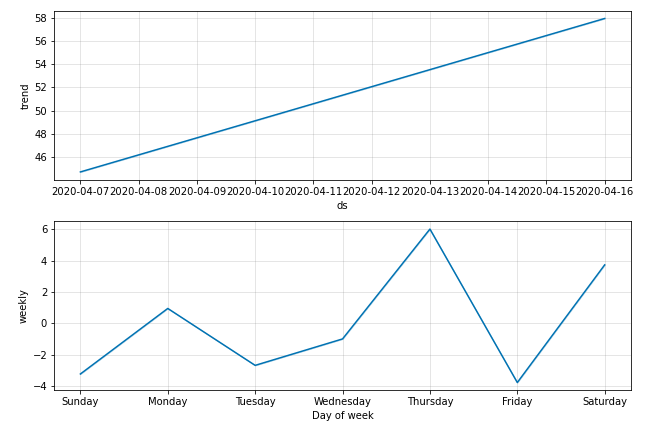 58
56
54
52
50
48
46
trend
2020-04-07 2020-04-08 2020-04-09 2020-04-10 2020-04-11 2020-04-12 2020-04-13 2020-04-14 2020-04-15 2020-04-16
ds
6
4
2
0
−2
−4
weekly
Sunday Monday Tuesday Wednesday Thursday Friday Saturday
Day of week